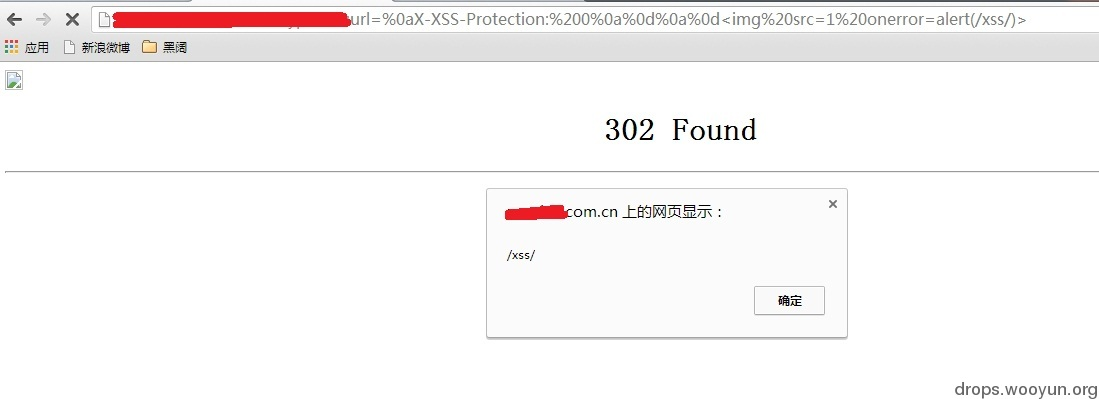 url=%0aX-XSS-Protection:%200%0a%0d%0a%0d<img%20src=1%20onerror=alert(/xss/)>
应用 新浪微博 黑阔
302 Found
com.cn 上的网页显示：
/xss/
确定
drops.wooyun.org